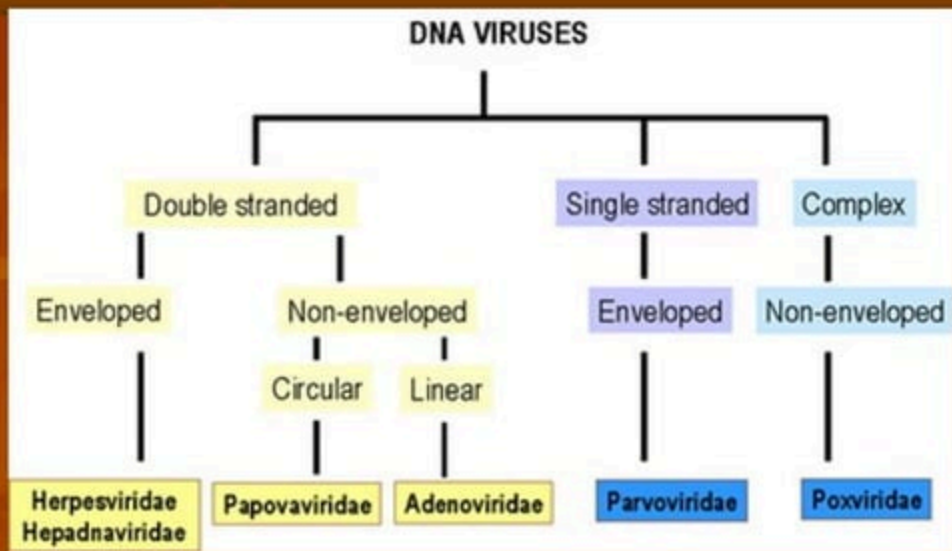 DNA VIRUSES
Double stranded
Single stranded
Complex
Enveloped
Non-enveloped
Enveloped
Non-enveloped
Circular
Linear
Herpesviridae
Hepadnaviridae
Papovaviridae
Adenoviridae
Parvoviridae
Poxviridae